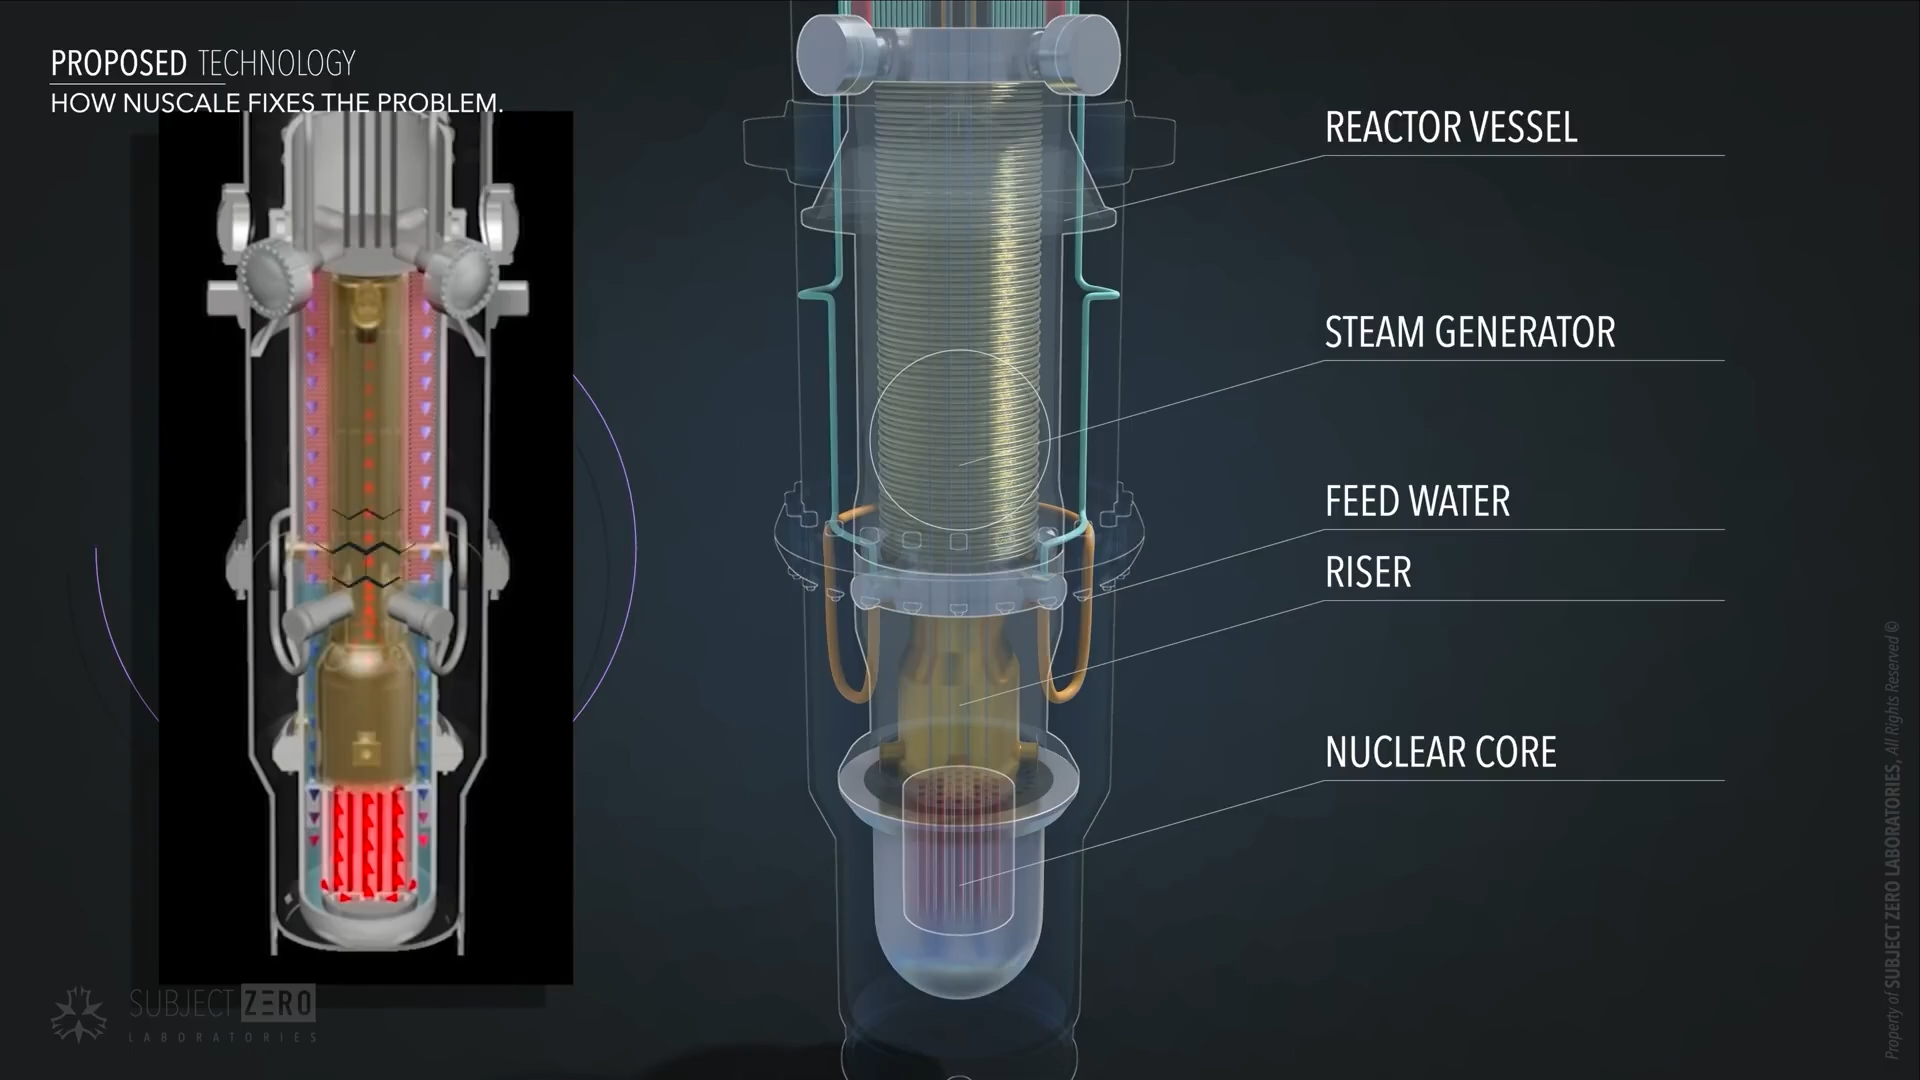 PROPOSED TECHNOLOGY
HOW NUSCALE FIXES THE PROBLEM.
REACTOR VESSEL
STEAM GENERATOR
FEED WATER
RISER
NUCLEAR CORE
SUBJECT ZERO
LABORATORIES
Property of SUBJECT ZERO LABORATORIES, All Rights Reserved ©